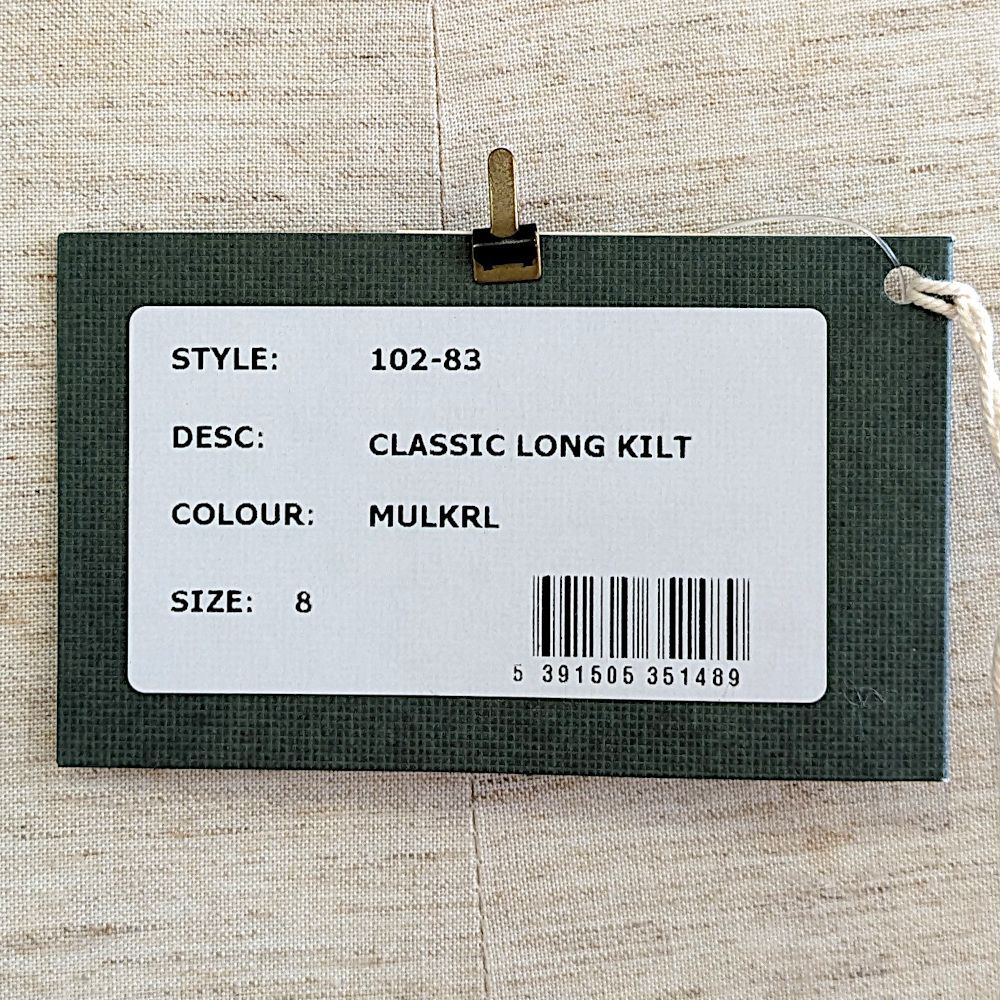 STYLE: 102-83
DESC: CLASSIC LONG KILT
COLOUR: MULKRL
SIZE: 8
5 391505 351489